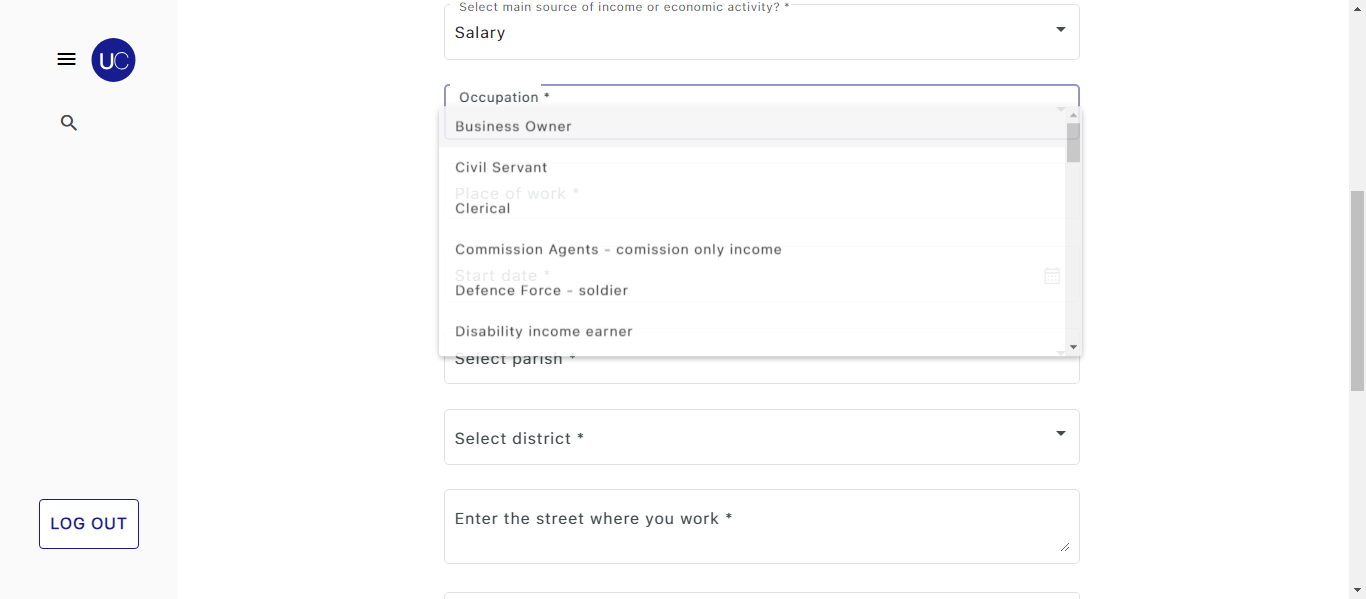 Select main source of income or economic activity? *
Salary
UC
Occupation *
Business Owner
Civil Servant
Place of work *
Clerical
Commission Agents - comission only income
Start date *
Defence Force - soldier
Disability income earner
Select parish *
Select district *
Enter the street where you work *
LOG OUT